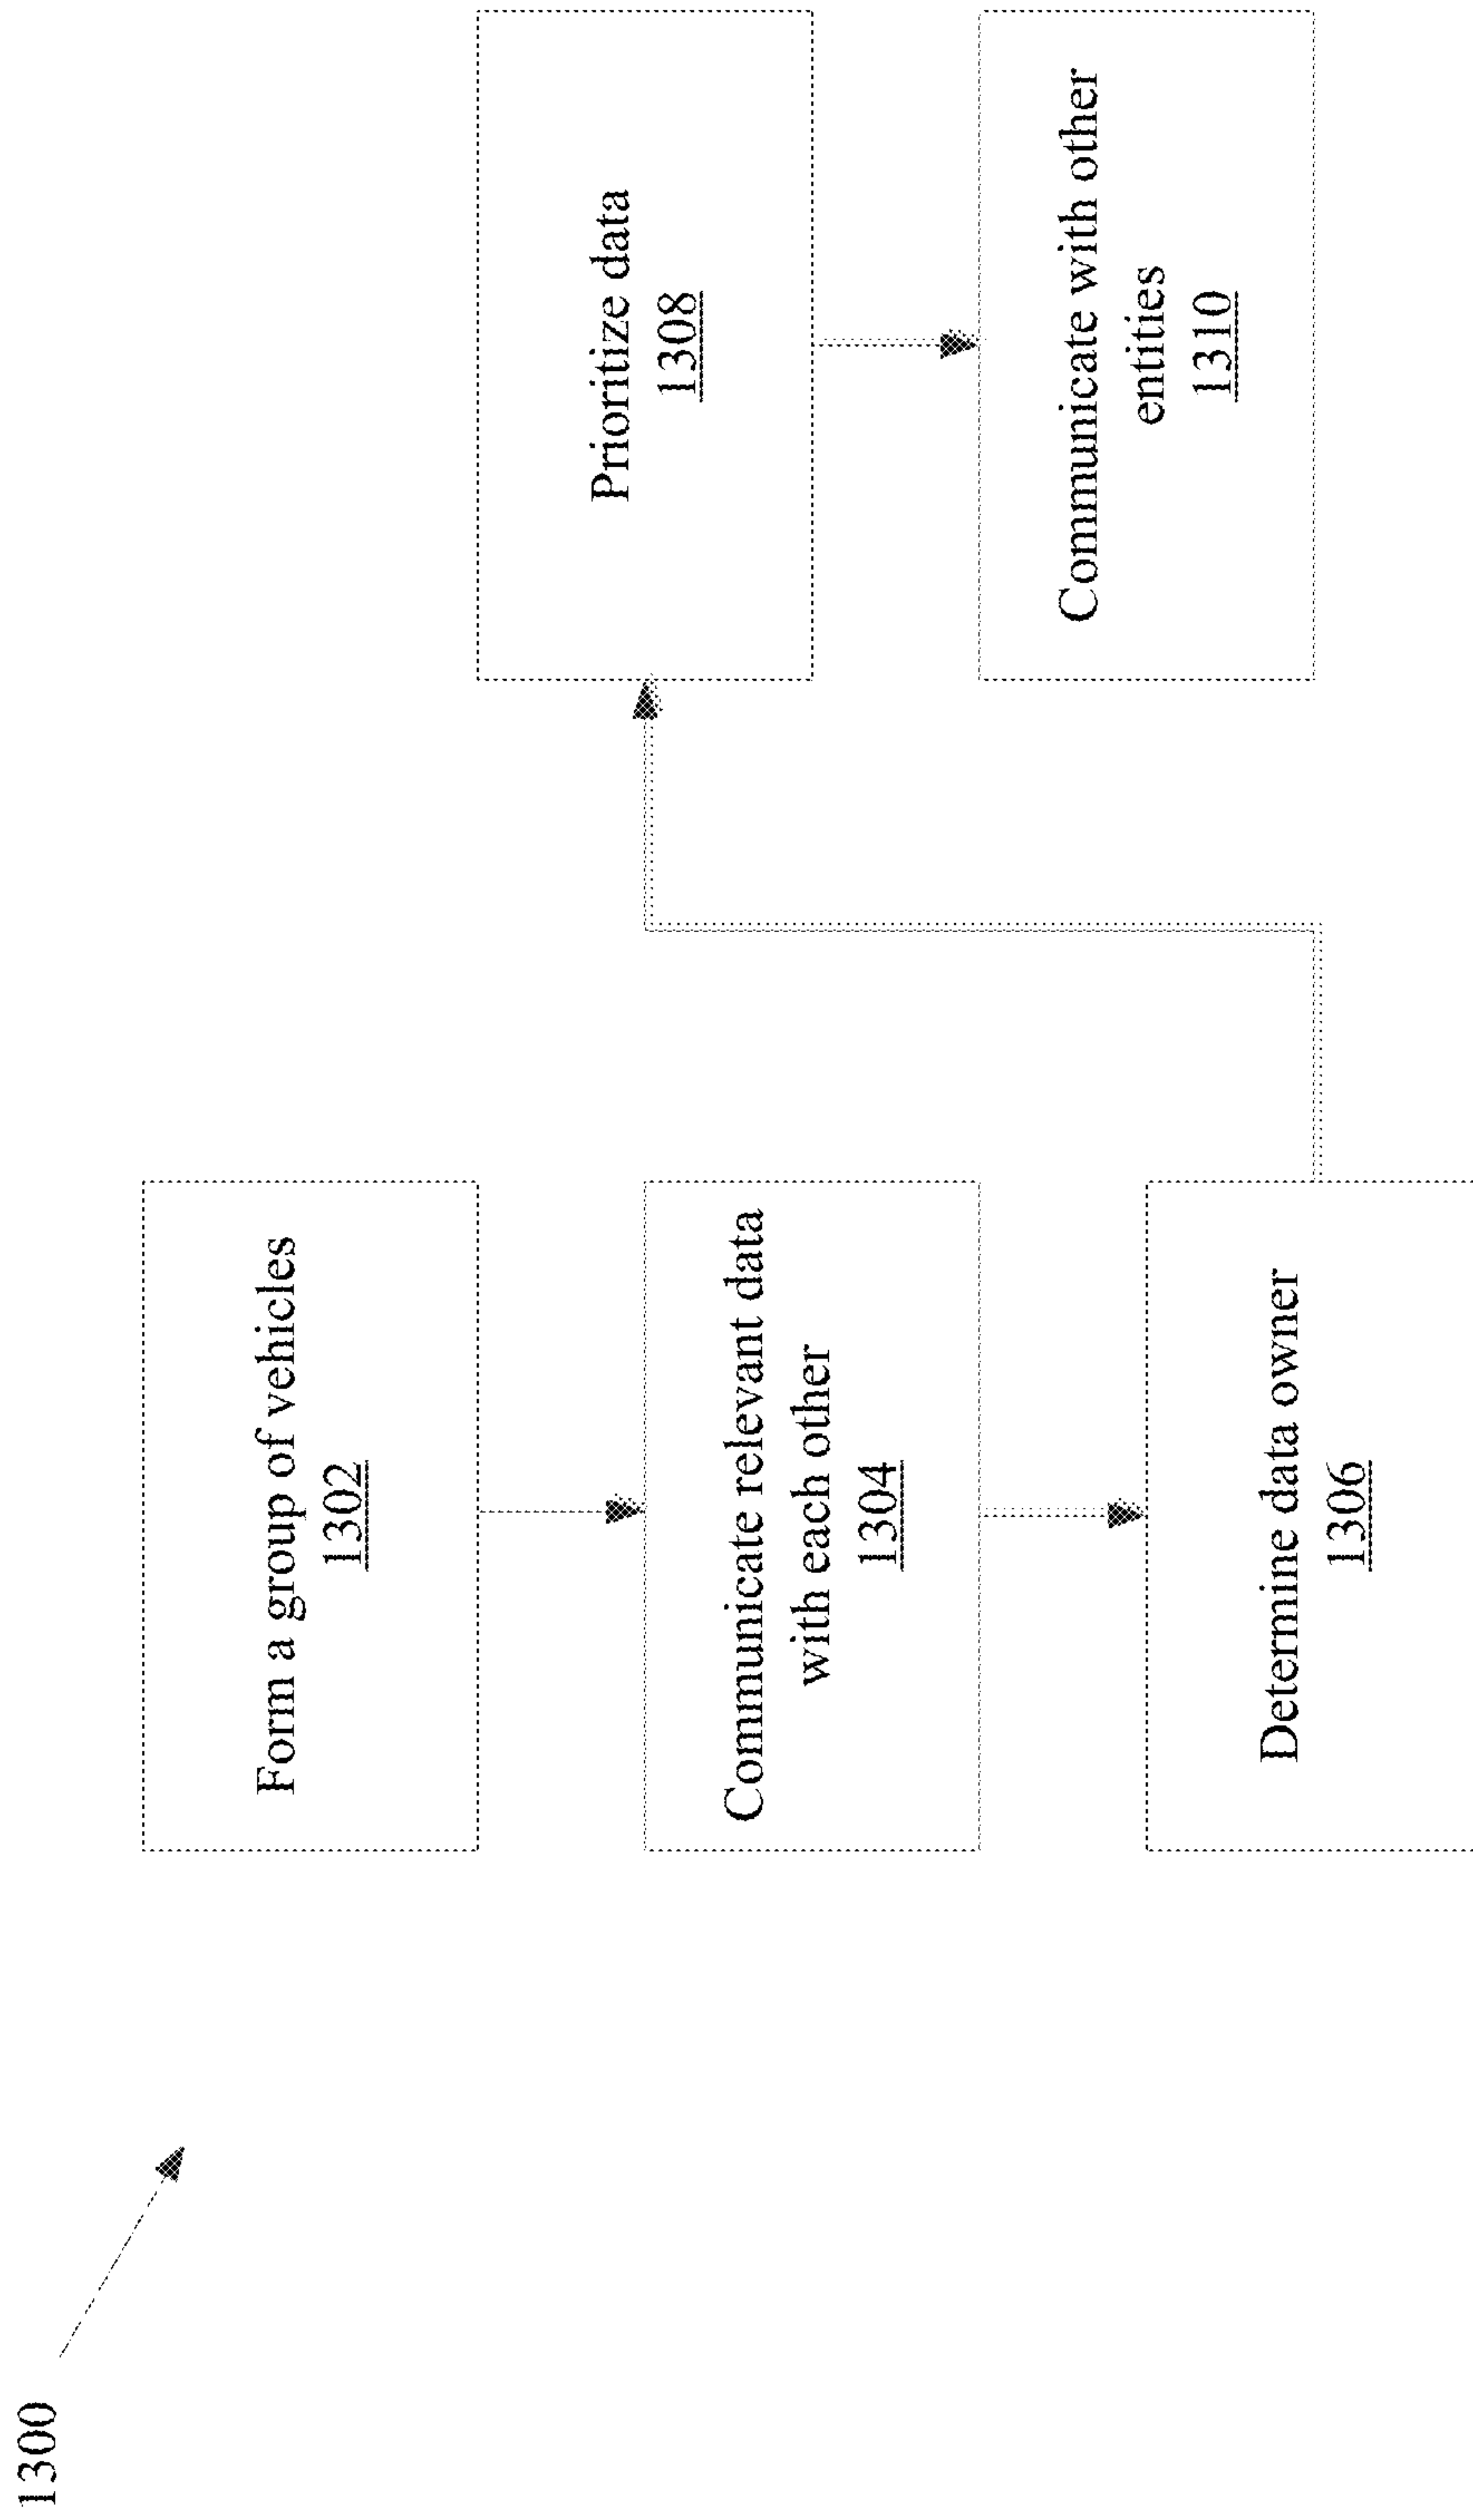 1300
Form a group of vehicles
1302
Communicate relevant data
with each other
1304
Determine data owner
1306
Prioritize data
1308
Communicate with other
entities
1310